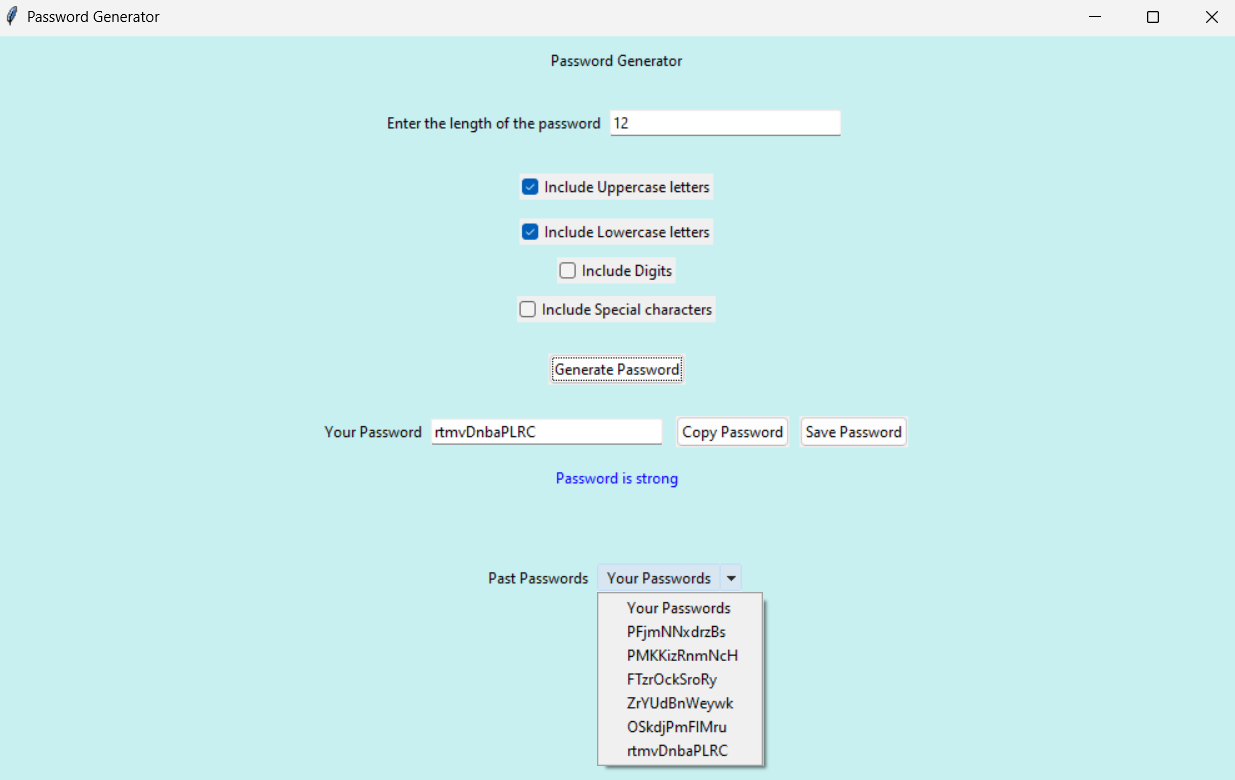 Password Generator
Password Generator
Enter the length of the password 12
Include Uppercase letters
Include Lowercase letters
Include Digits
Include Special characters
Generate Password
Your Password rtmvDnbaPLRC Copy Password Save Password
Password is strong
Past Passwords Your Passwords
Your Passwords
PFjmNNxdrzBs
PMKKizRnmNcH
FTzrOckSroRy
ZrYUdBnWeywk
OSkdjPmFlMru
rtmvDnbaPLRC